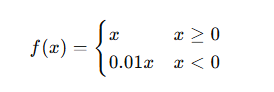 f(x) = { x    x ≥ 0
0.01x    x < 0